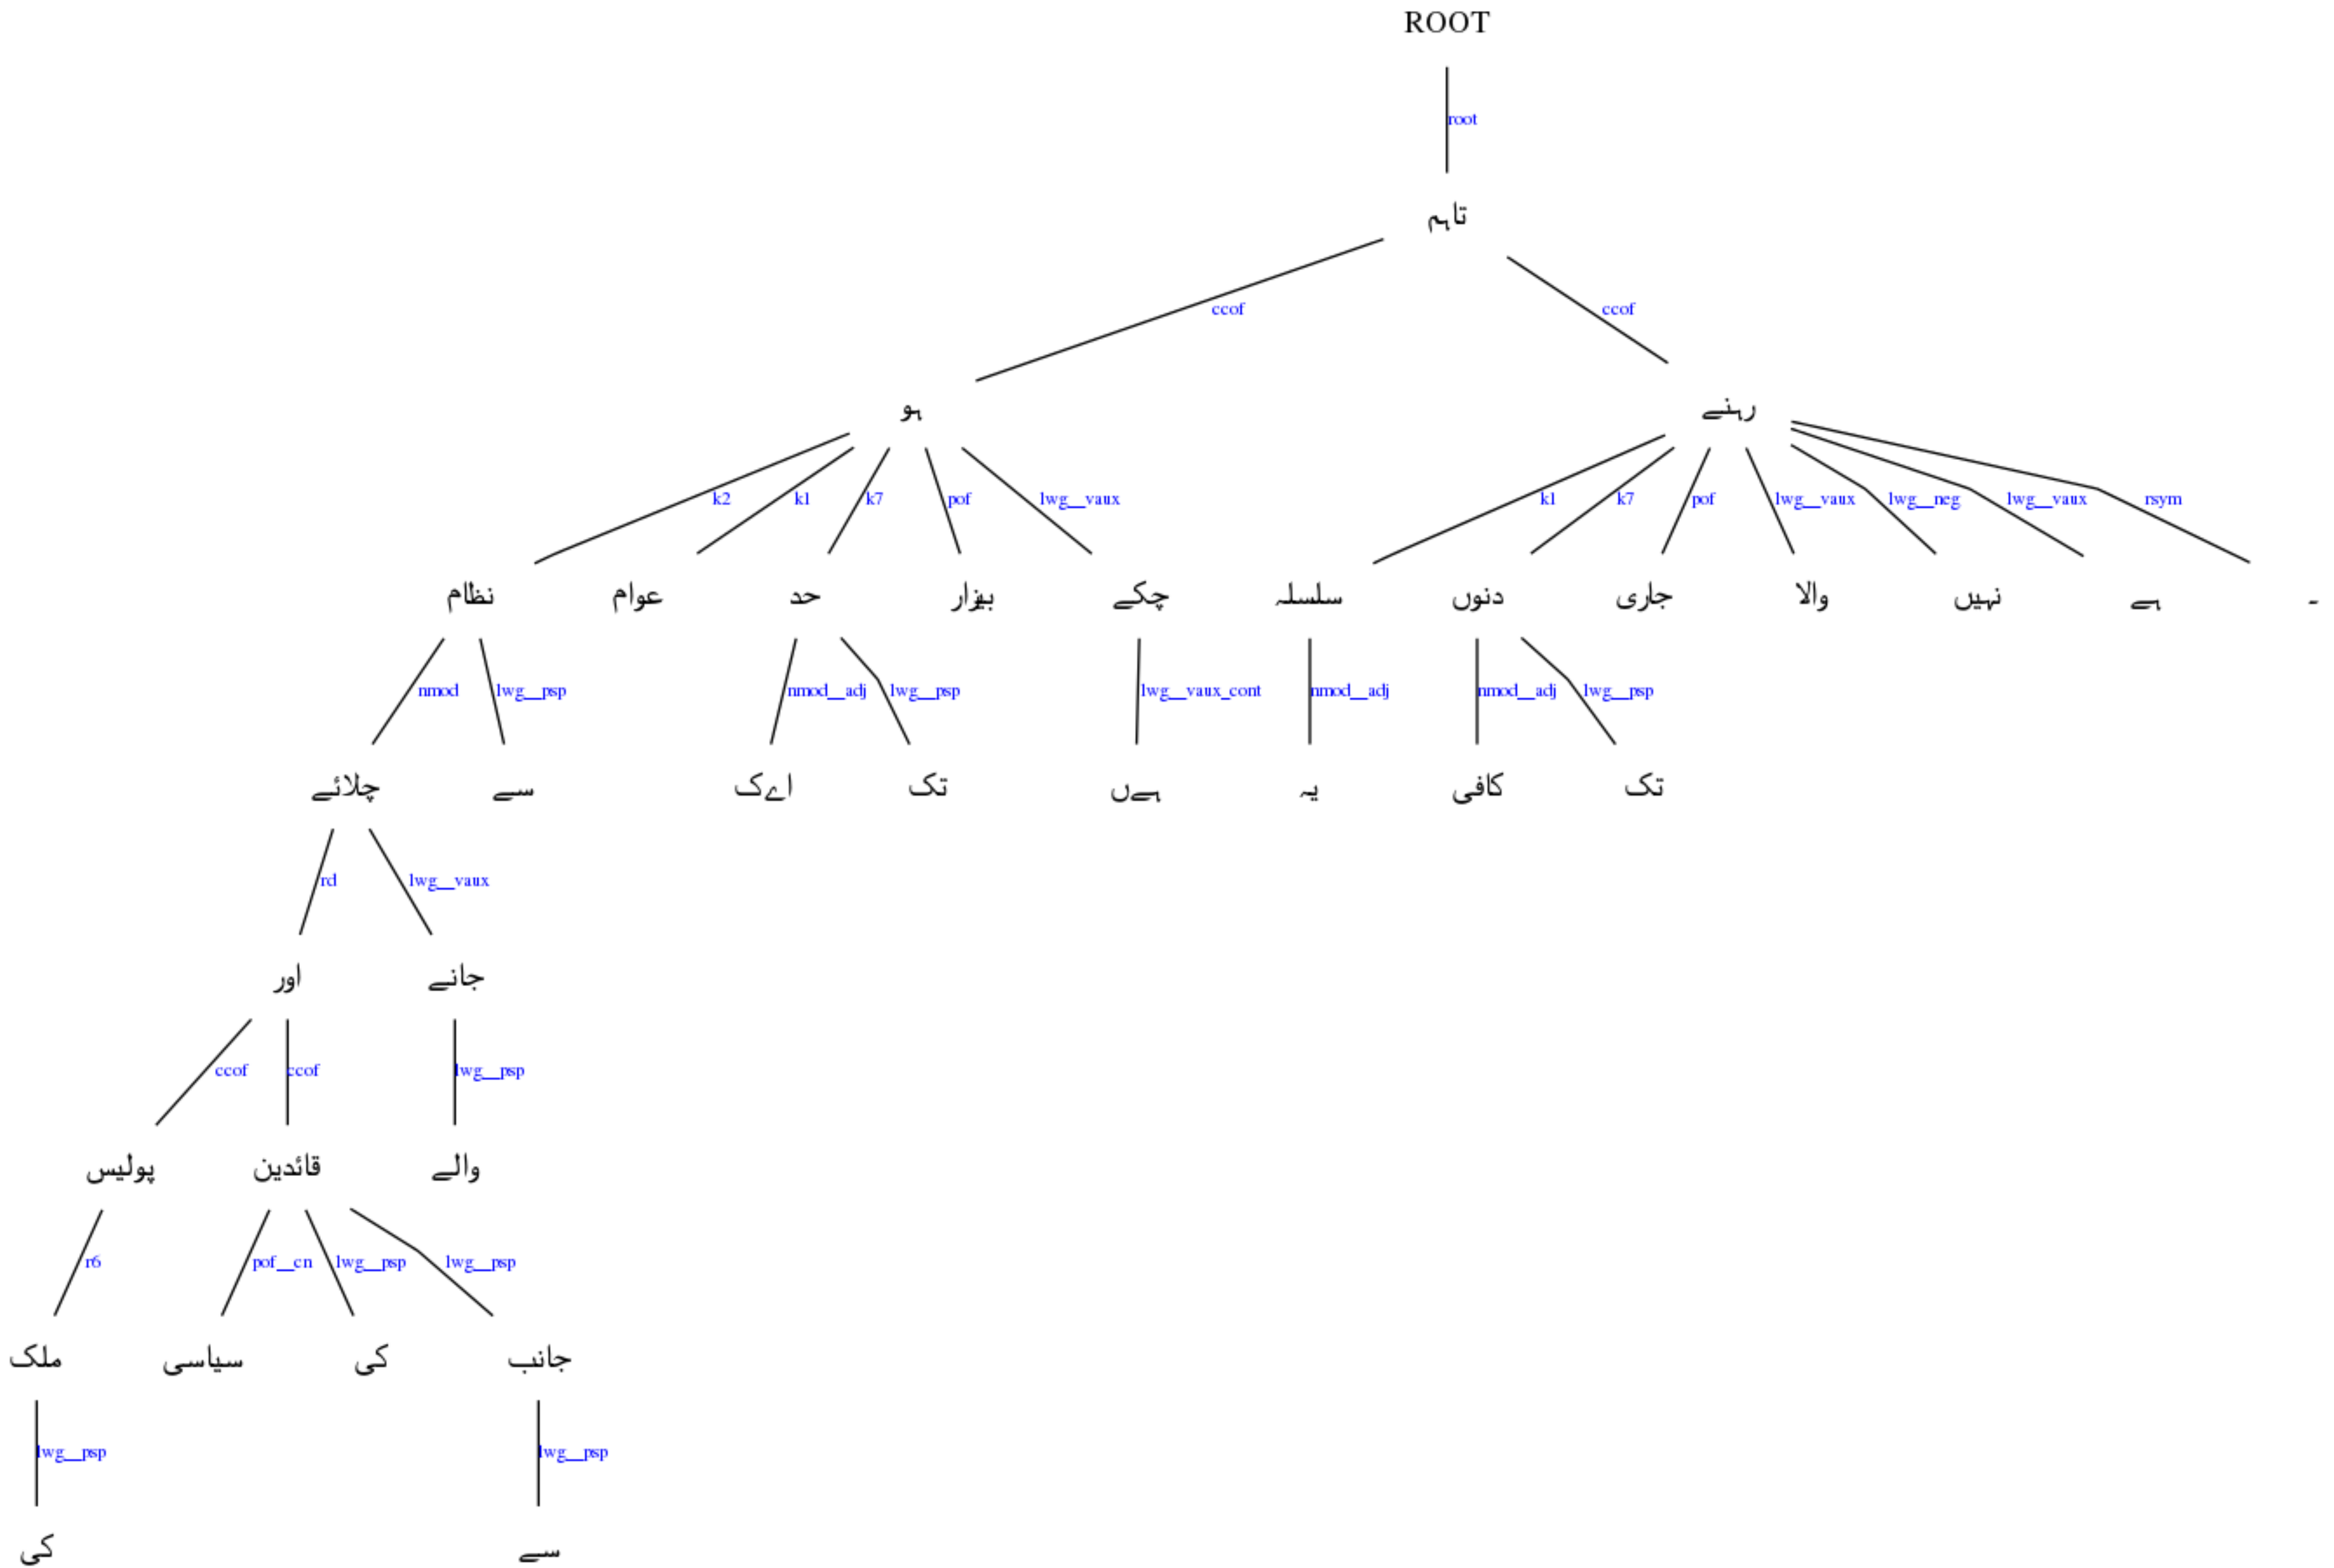 ROOT
root
تاہم
ccof ccof
ہو رہنے
k2 k1 k7 pof lwg__vaux k1 k7 pof lwg__vaux lwg__neg lwg__vaux rsym
نظام عوام حد بیزار چکے سلسلہ دنوں جاری والا نہیں ہے ۔
nmod lwg__psp nmod__adj lwg__psp lwg__vaux_cont nmod__adj nmod__adj lwg__psp
چلائے سے اےک تک ہےں یہ کافی تک
rd lwg__vaux
اور جانے
ccof ccof lwg__psp
پولیس قائدین والے
r6 pof__cn lwg__psp lwg__psp
ملک سیاسی کی جانب
lwg__psp lwg__psp
کی سے